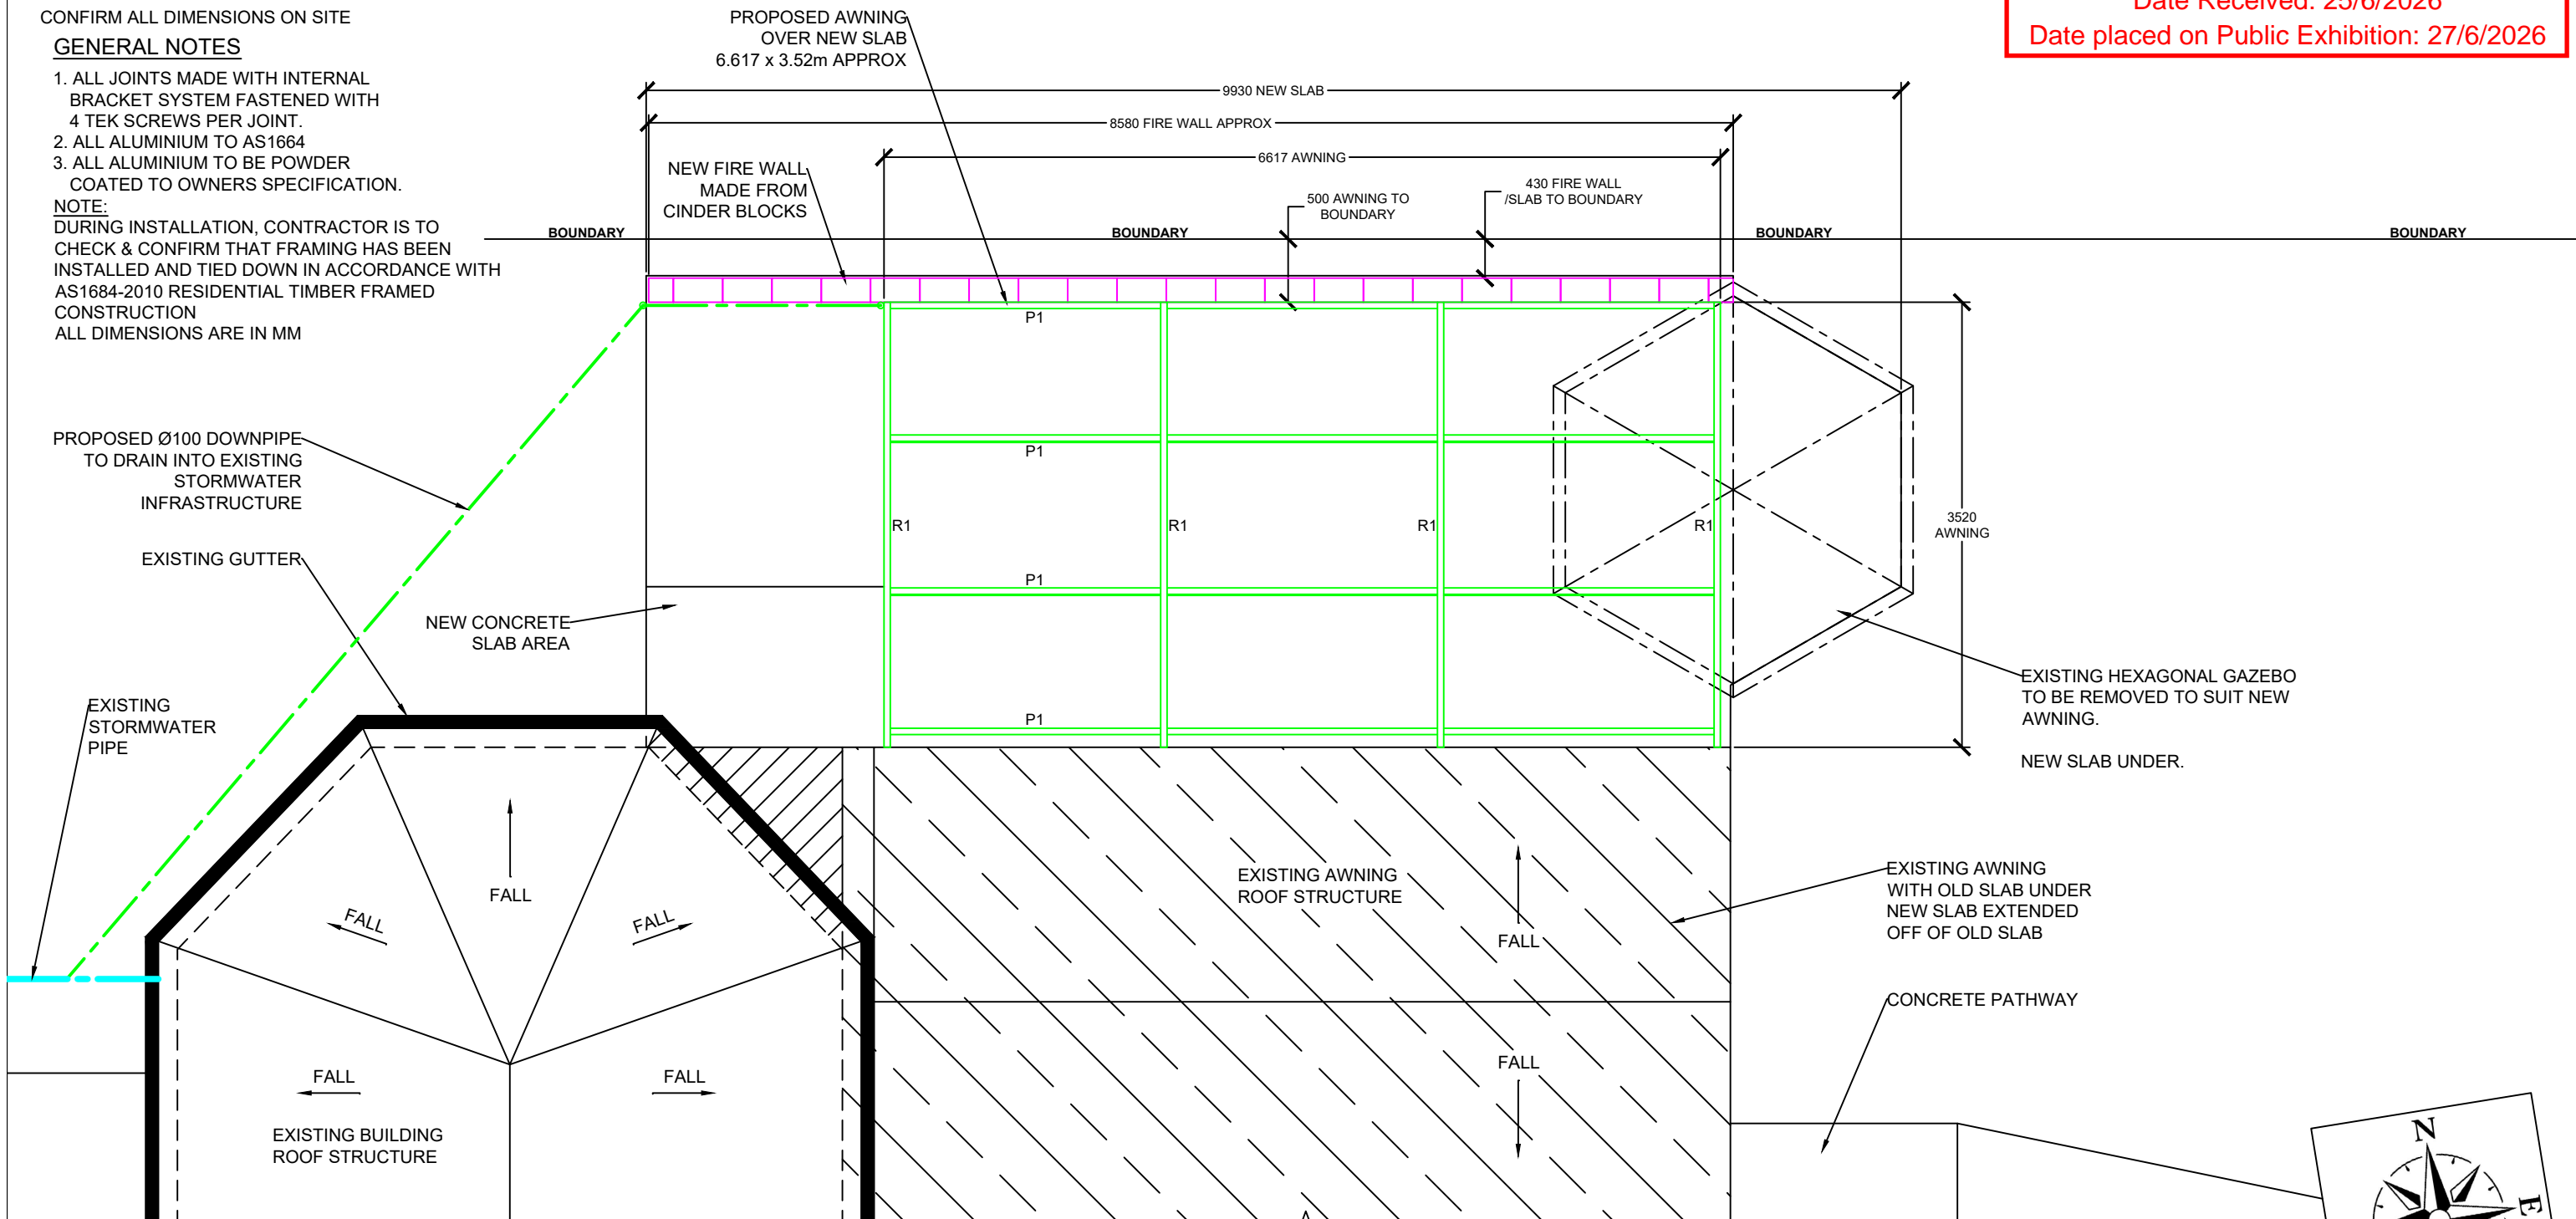 CONFIRM ALL DIMENSIONS ON SITE
GENERAL NOTES
1. ALL JOINTS MADE WITH INTERNAL
BRACKET SYSTEM FASTENED WITH
4 TEK SCREWS PER JOINT.
2. ALL ALUMINIUM TO AS1664
3. ALL ALUMINIUM TO BE POWDER
COATED TO OWNERS SPECIFICATION.
NOTE:
DURING INSTALLATION, CONTRACTOR IS TO
CHECK & CONFIRM THAT FRAMING HAS BEEN
INSTALLED AND TIED DOWN IN ACCORDANCE WITH
AS1684-2010 RESIDENTIAL TIMBER FRAMED
CONSTRUCTION
ALL DIMENSIONS ARE IN MM
PROPOSED AWNING
OVER NEW SLAB
6.617 x 3.52m APPROX
Date Received: 25/6/2026
Date placed on Public Exhibition: 27/6/2026
9930 NEW SLAB
8580 FIRE WALL APPROX
6617 AWNING
NEW FIRE WALL
MADE FROM
CINDER BLOCKS
500 AWNING TO
BOUNDARY
430 FIRE WALL
/SLAB TO BOUNDARY
BOUNDARY
BOUNDARY
BOUNDARY
BOUNDARY
P1
P1
P1
P1
R1
R1
R1
R1
3520
AWNING
PROPOSED Ø100 DOWNPIPE
TO DRAIN INTO EXISTING
STORMWATER
INFRASTRUCTURE
EXISTING GUTTER
NEW CONCRETE
SLAB AREA
EXISTING
STORMWATER
PIPE
EXISTING HEXAGONAL GAZEBO
TO BE REMOVED TO SUIT NEW
AWNING.
NEW SLAB UNDER.
EXISTING AWNING
ROOF STRUCTURE
EXISTING AWNING
WITH OLD SLAB UNDER
NEW SLAB EXTENDED
OFF OF OLD SLAB
FALL
FALL
FALL
FALL
FALL
FALL
FALL
CONCRETE PATHWAY
EXISTING BUILDING
ROOF STRUCTURE
N
E